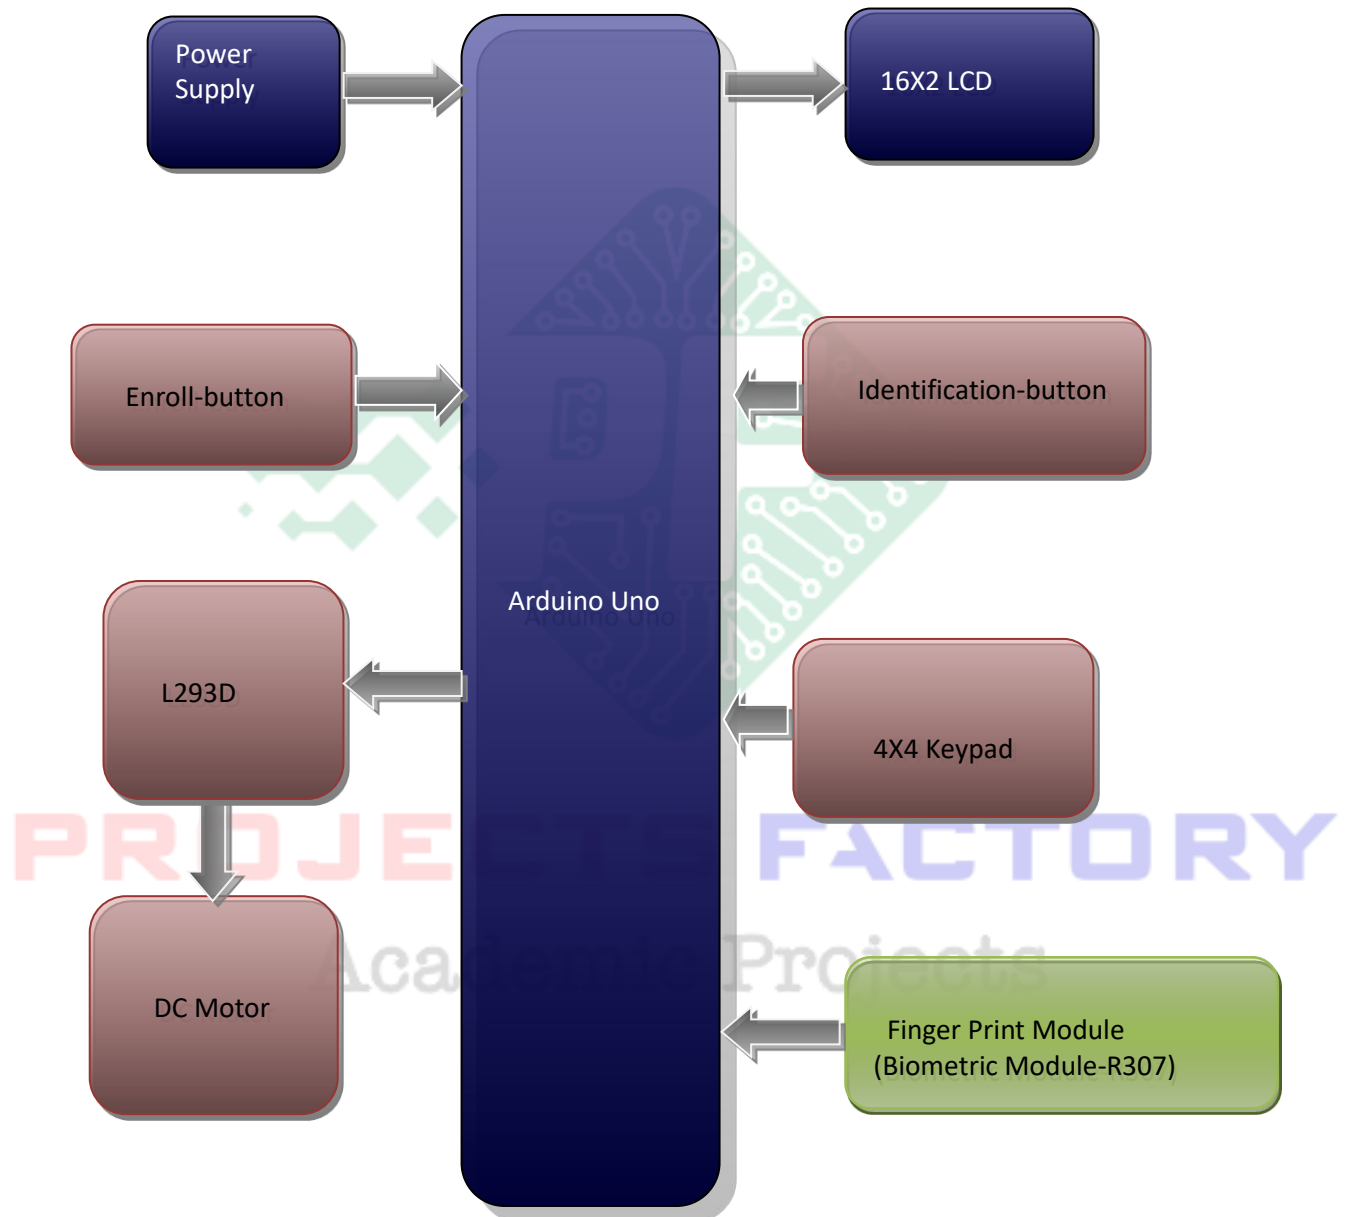 Power
Supply
16X2 LCD
Enroll-button
Identification-button
Arduino Uno
L293D
4X4 Keypad
PROJECTS FACTORY
Academic Projects
DC Motor
Finger Print Module
(Biometric Module-R307)